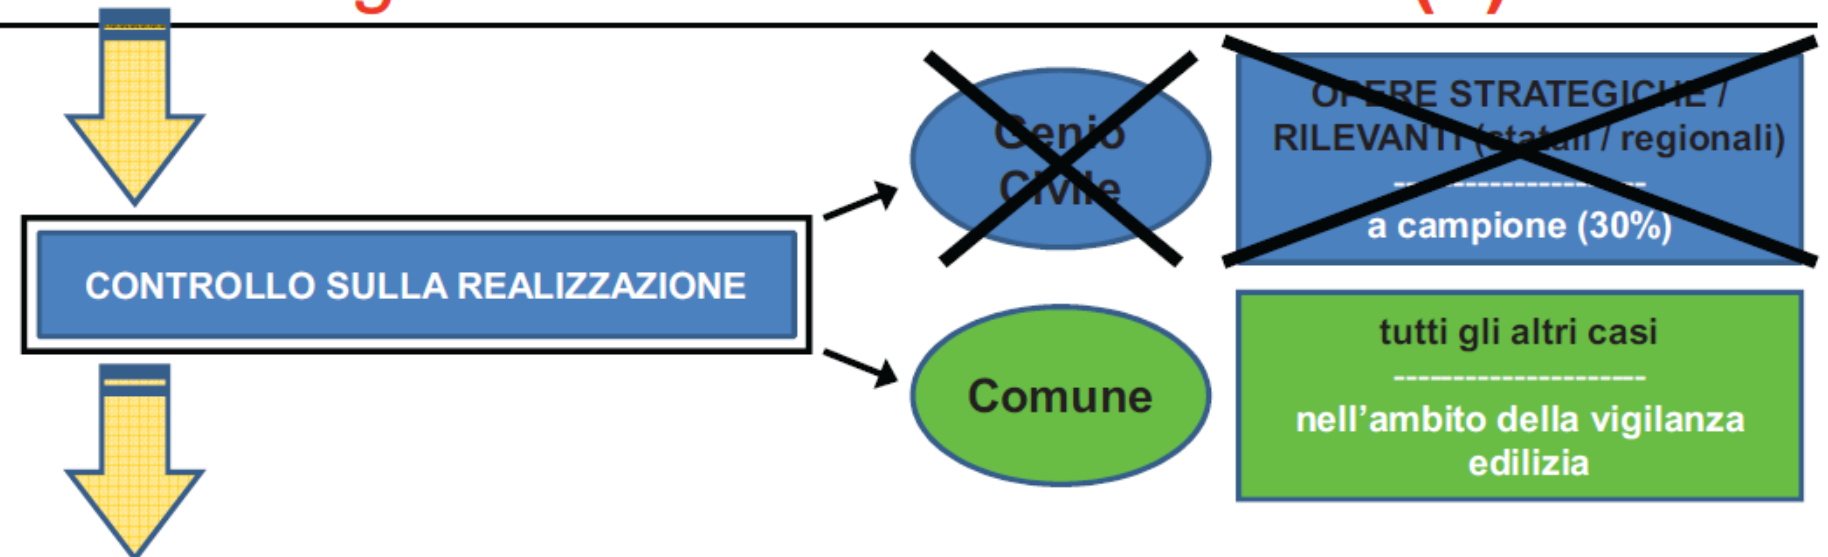 CONTROLLO SULLA REALIZZAZIONE
Genio
Civile
OPERE STRATEGICHE /
RILEVANTI (statali / regionali)
---------------------
a campione (30%)
Comune
tutti gli altri casi
---------------------
nell’ambito della vigilanza
edilizia